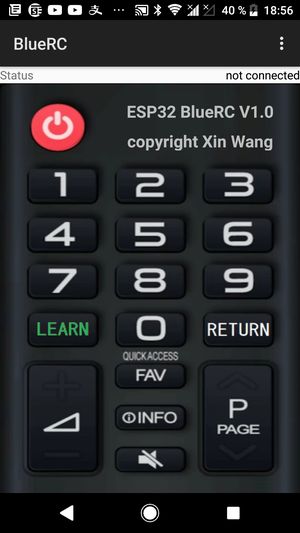 40 % 18:56
BlueRC
Status not connected
ESP32 BlueRC V1.0
copyright Xin Wang
1 2 3
4 5 6
7 8 9
LEARN 0 RETURN
QUICK ACCESS
FAV
INFO
P
PAGE